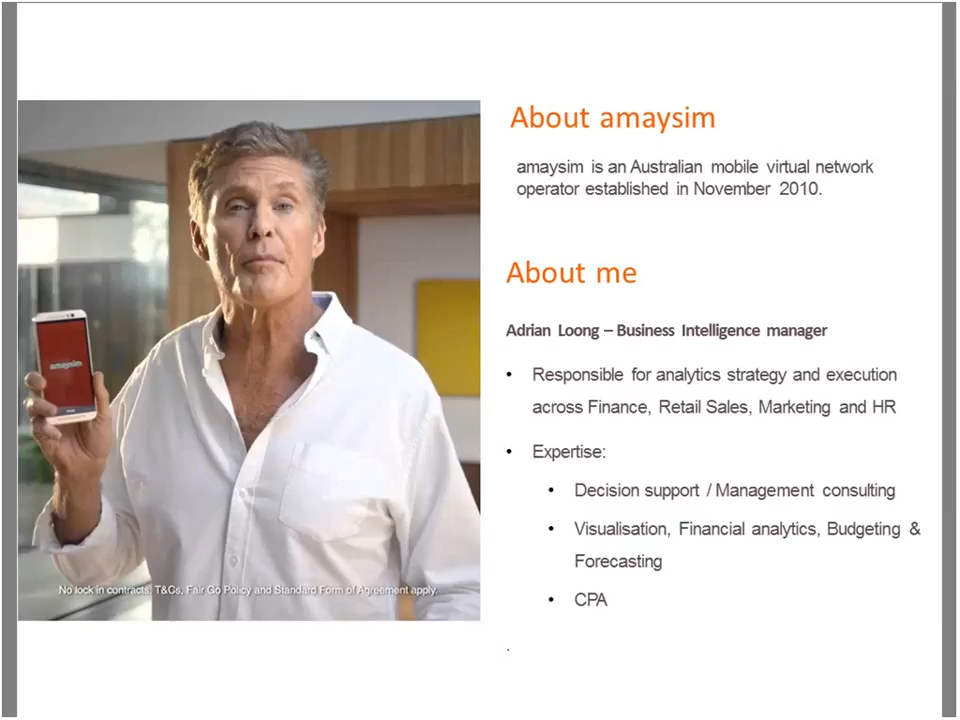 About amaysim
amaysim is an Australian mobile virtual network
operator established in November 2010.
About me
Adrian Loong – Business Intelligence manager
• Responsible for analytics strategy and execution
across Finance, Retail Sales, Marketing and HR
• Expertise:
• Decision support / Management consulting
• Visualisation, Financial analytics, Budgeting &
Forecasting
• CPA
.
amaysim
No lock in contracts. T&Cs, Fair Go Policy and Standard Form of Agreement apply.